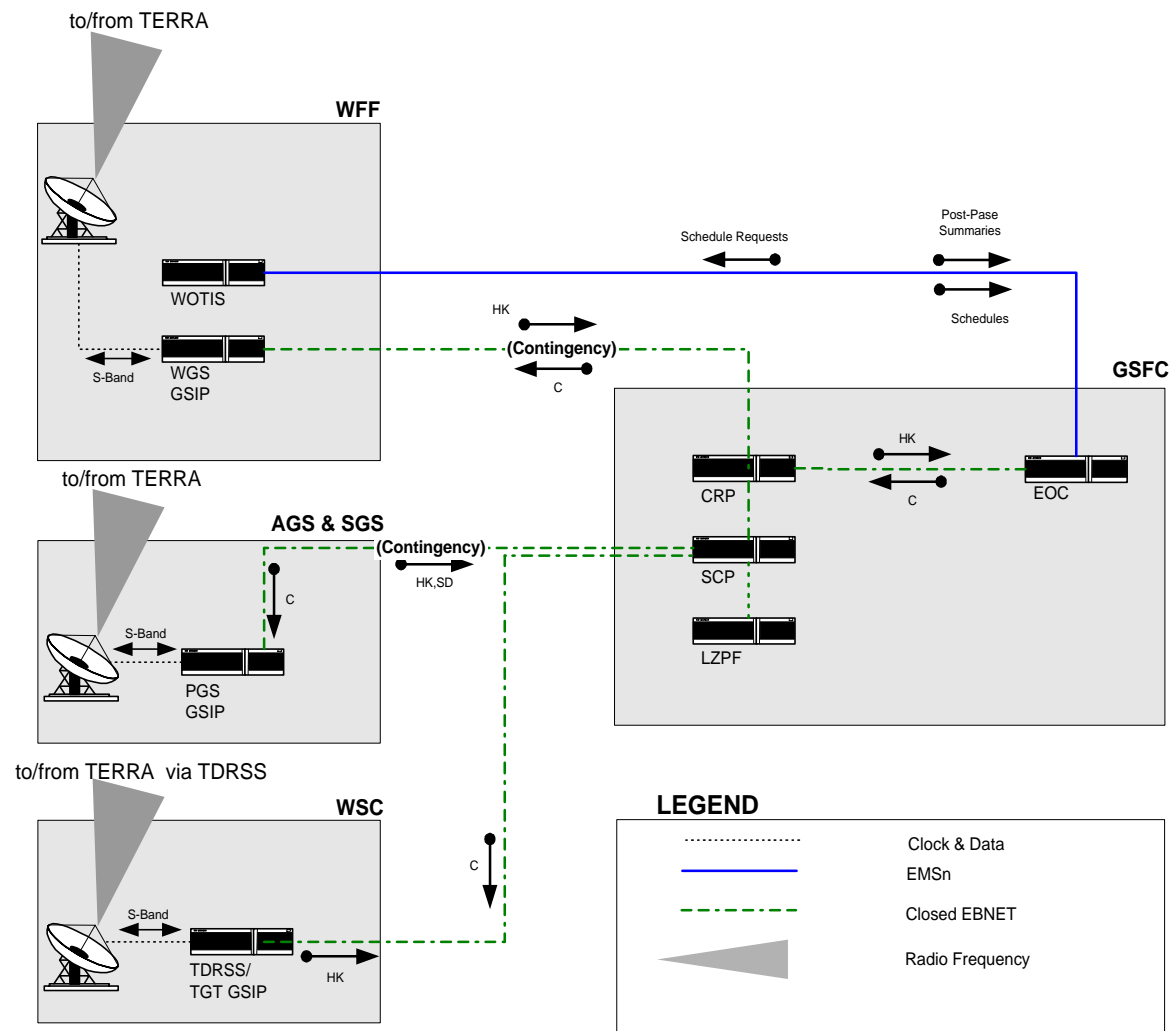 to/from TERRA
WFF
WOTIS
WGS
GSIP
S-Band
Schedule Requests
Post-Pase
Summaries
Schedules
HK
(Contingency)
C
GSFC
CRP
HK
C
EOC
SCP
LZPF
to/from TERRA
AGS & SGS
(Contingency)
HK,SD
C
S-Band
PGS
GSIP
to/from TERRA via TDRSS
WSC
C
S-Band
TDRSS/
TGT GSIP
HK
LEGEND
Clock & Data
EMSn
Closed EBNET
Radio Frequency